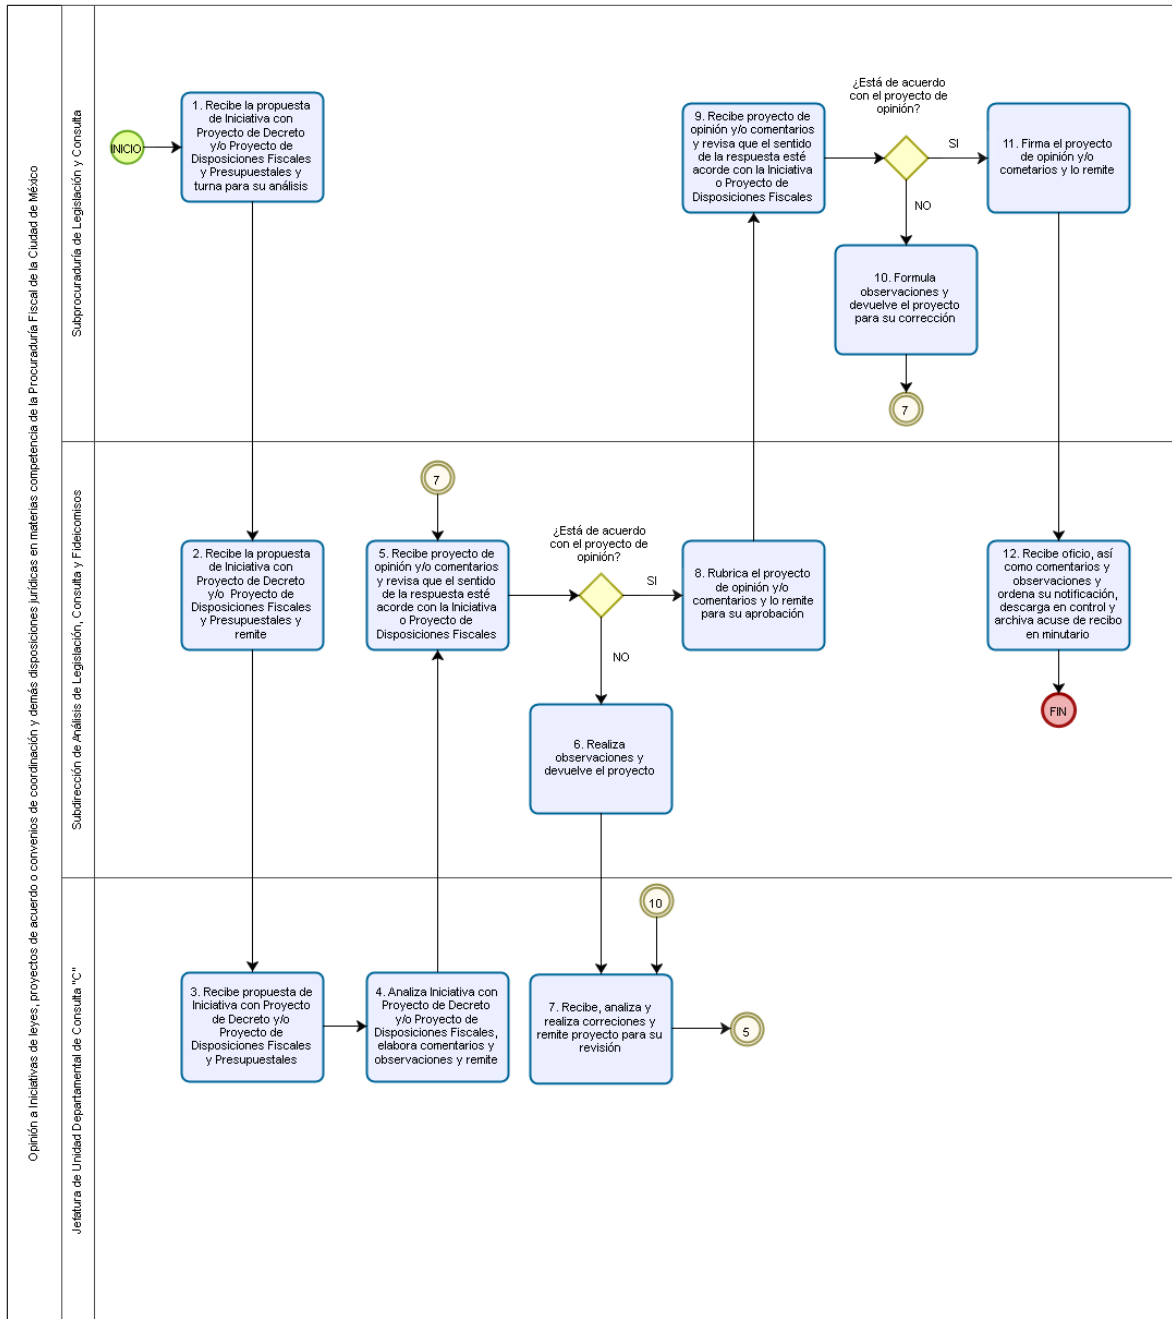 Opinión a Iniciativas de leyes, proyectos de acuerdo o convenios de coordinación y demás disposiciones jurídicas en materias competencia de la Procuraduría Fiscal de la Ciudad de México
Subprocuraduría de Legislación y Consulta
INICIO
1. Recibe la propuesta
de Iniciativa con
Proyecto de Decreto
y/o Proyecto de
Disposiciones Fiscales
y Presupuestales y
turna para su análisis
9. Recibe proyecto de
opinión y/o comentarios
y revisa que el sentido
de la respuesta esté
acorde con la Iniciativa
o Proyecto de
Disposiciones Fiscales
¿Está de acuerdo
con el proyecto de
opinión?
SI
NO
11. Firma el proyecto
de opinión y/o
cometarios y lo remite
10. Formula
observaciones y
devuelve el proyecto
para su corrección
7
Subdirección de Análisis de Legislación, Consulta y Fideicomisos
2. Recibe la propuesta
de Iniciativa con
Proyecto de Decreto
y/o Proyecto de
Disposiciones Fiscales
y Presupuestales y
remite
7
5. Recibe proyecto de
opinión y/o comentarios
y revisa que el sentido
de la respuesta esté
acorde con la Iniciativa
o Proyecto de
Disposiciones Fiscales
¿Está de acuerdo
con el proyecto de
opinión?
SI
NO
8. Rubrica el proyecto
de opinión y/o
comentarios y lo remite
para su aprobación
12. Recibe oficio, así
como comentarios y
observaciones y
ordena su notificación,
descarga en control y
archiva acuse de recibo
en minutario
FIN
6. Realiza
observaciones y
devuelve el proyecto
Jefatura de Unidad Departamental de Consulta "C"
3. Recibe propuesta de
Iniciativa con Proyecto
de Decreto y/o
Proyecto de
Disposiciones Fiscales
y Presupuestales
4. Analiza Iniciativa con
Proyecto de Decreto
y/o Proyecto de
Disposiciones Fiscales,
elabora comentarios y
observaciones y remite
10
7. Recibe, analiza y
realiza correciones y
remite proyecto para su
revisión
5